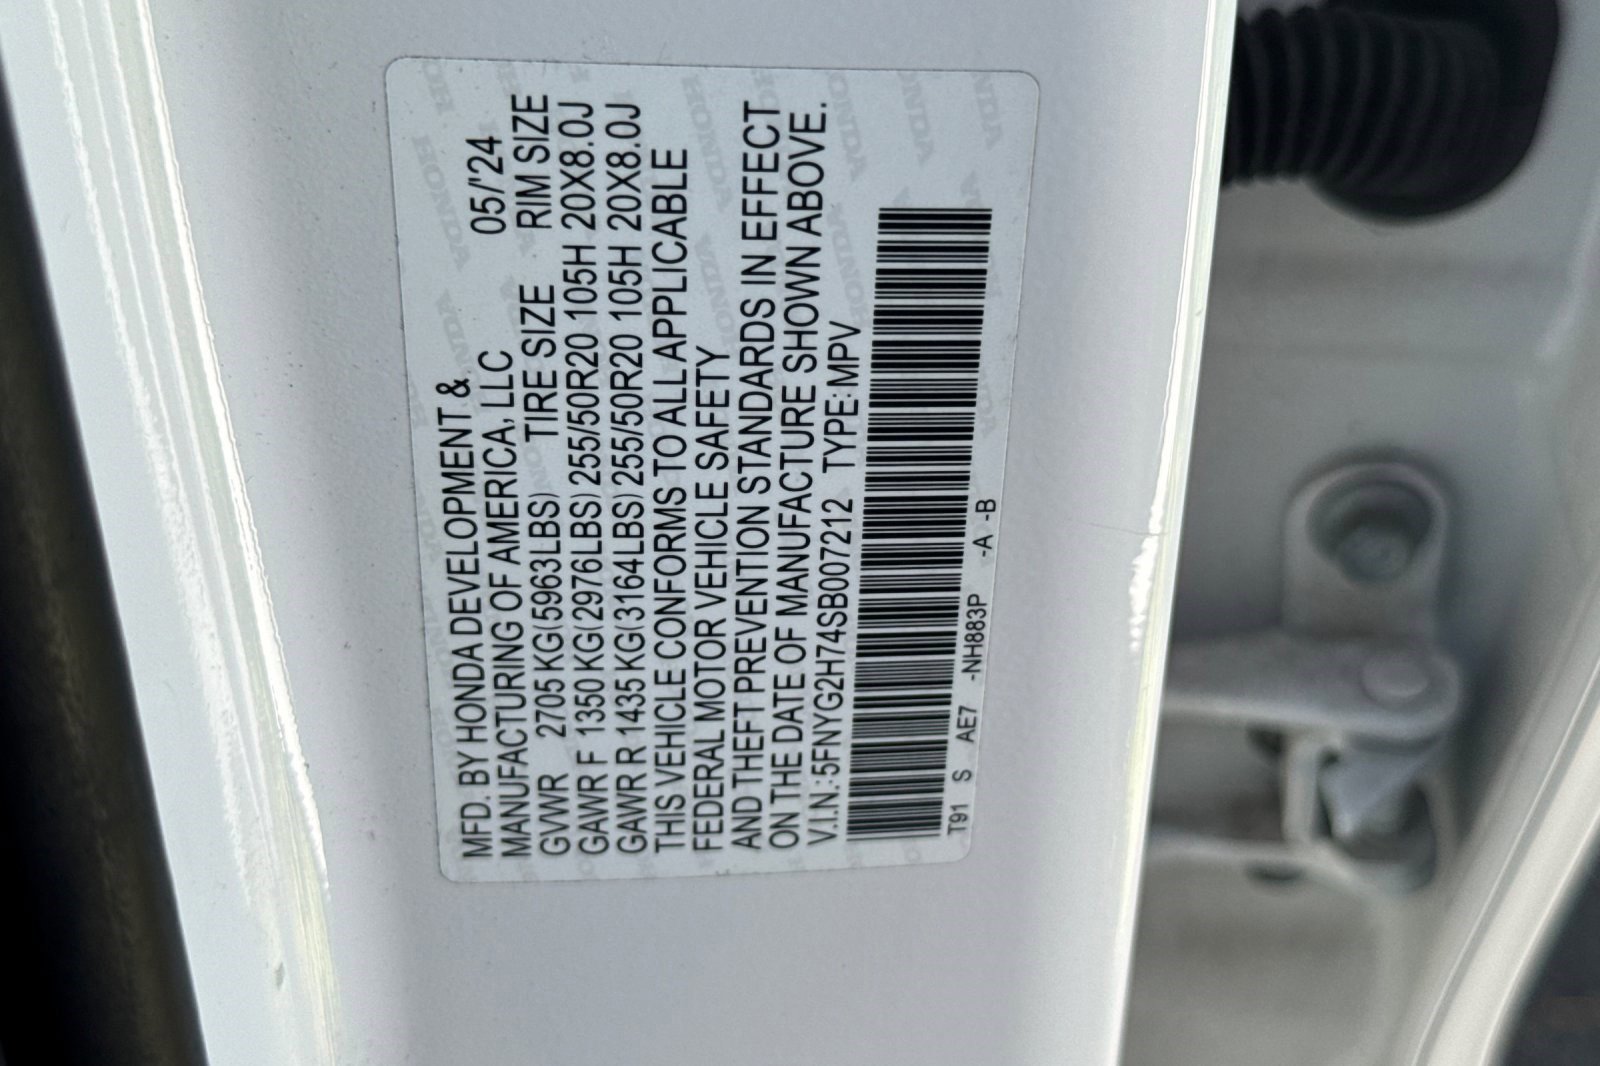 MFD. BY HONDA DEVELOPMENT &
MANUFACTURING OF AMERICA, LLC 05/'24
GVWR 2705 KG(5963LBS) TIRE SIZE RIM SIZE
GAWR F 1350 KG(2976LBS) 255/50R20 105H 20X8.0J
GAWR R 1435 KG(3164LBS) 255/50R20 105H 20X8.0J
THIS VEHICLE CONFORMS TO ALL APPLICABLE
FEDERAL MOTOR VEHICLE SAFETY
AND THEFT PREVENTION STANDARDS IN EFFECT
ON THE DATE OF MANUFACTURE SHOWN ABOVE.
V.I.N.:5FNYG2H74SB007212 TYPE:MPV
T91 S AE7 -NH883P -A -B